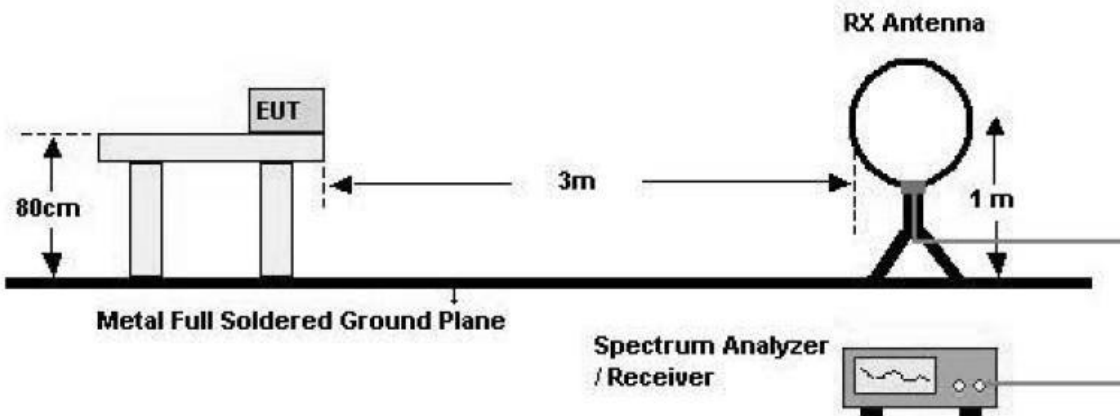 RX Antenna
EUT
3m
80cm
1 m
Metal Full Soldered Ground Plane
Spectrum Analyzer
/ Receiver